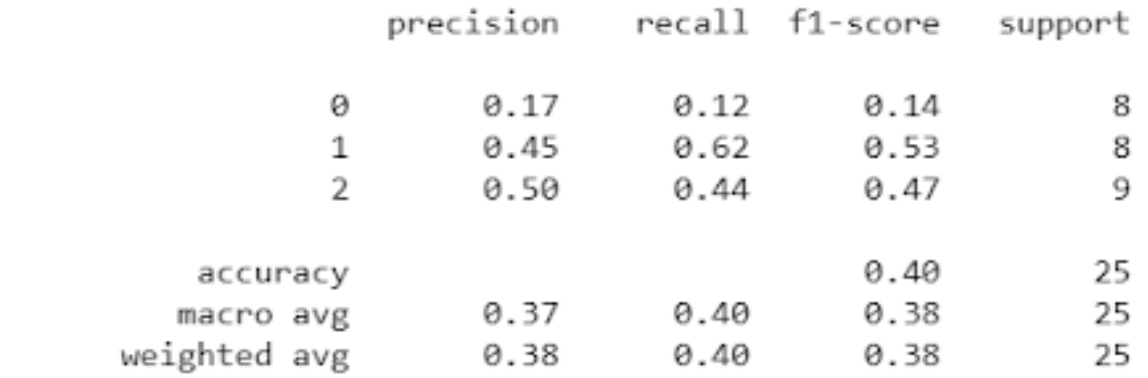 precision recall f1-score support
0 0.17 0.12 0.14 8
1 0.45 0.62 0.53 8
2 0.50 0.44 0.47 9
accuracy 0.40 25
macro avg 0.37 0.40 0.38 25
weighted avg 0.38 0.40 0.38 25